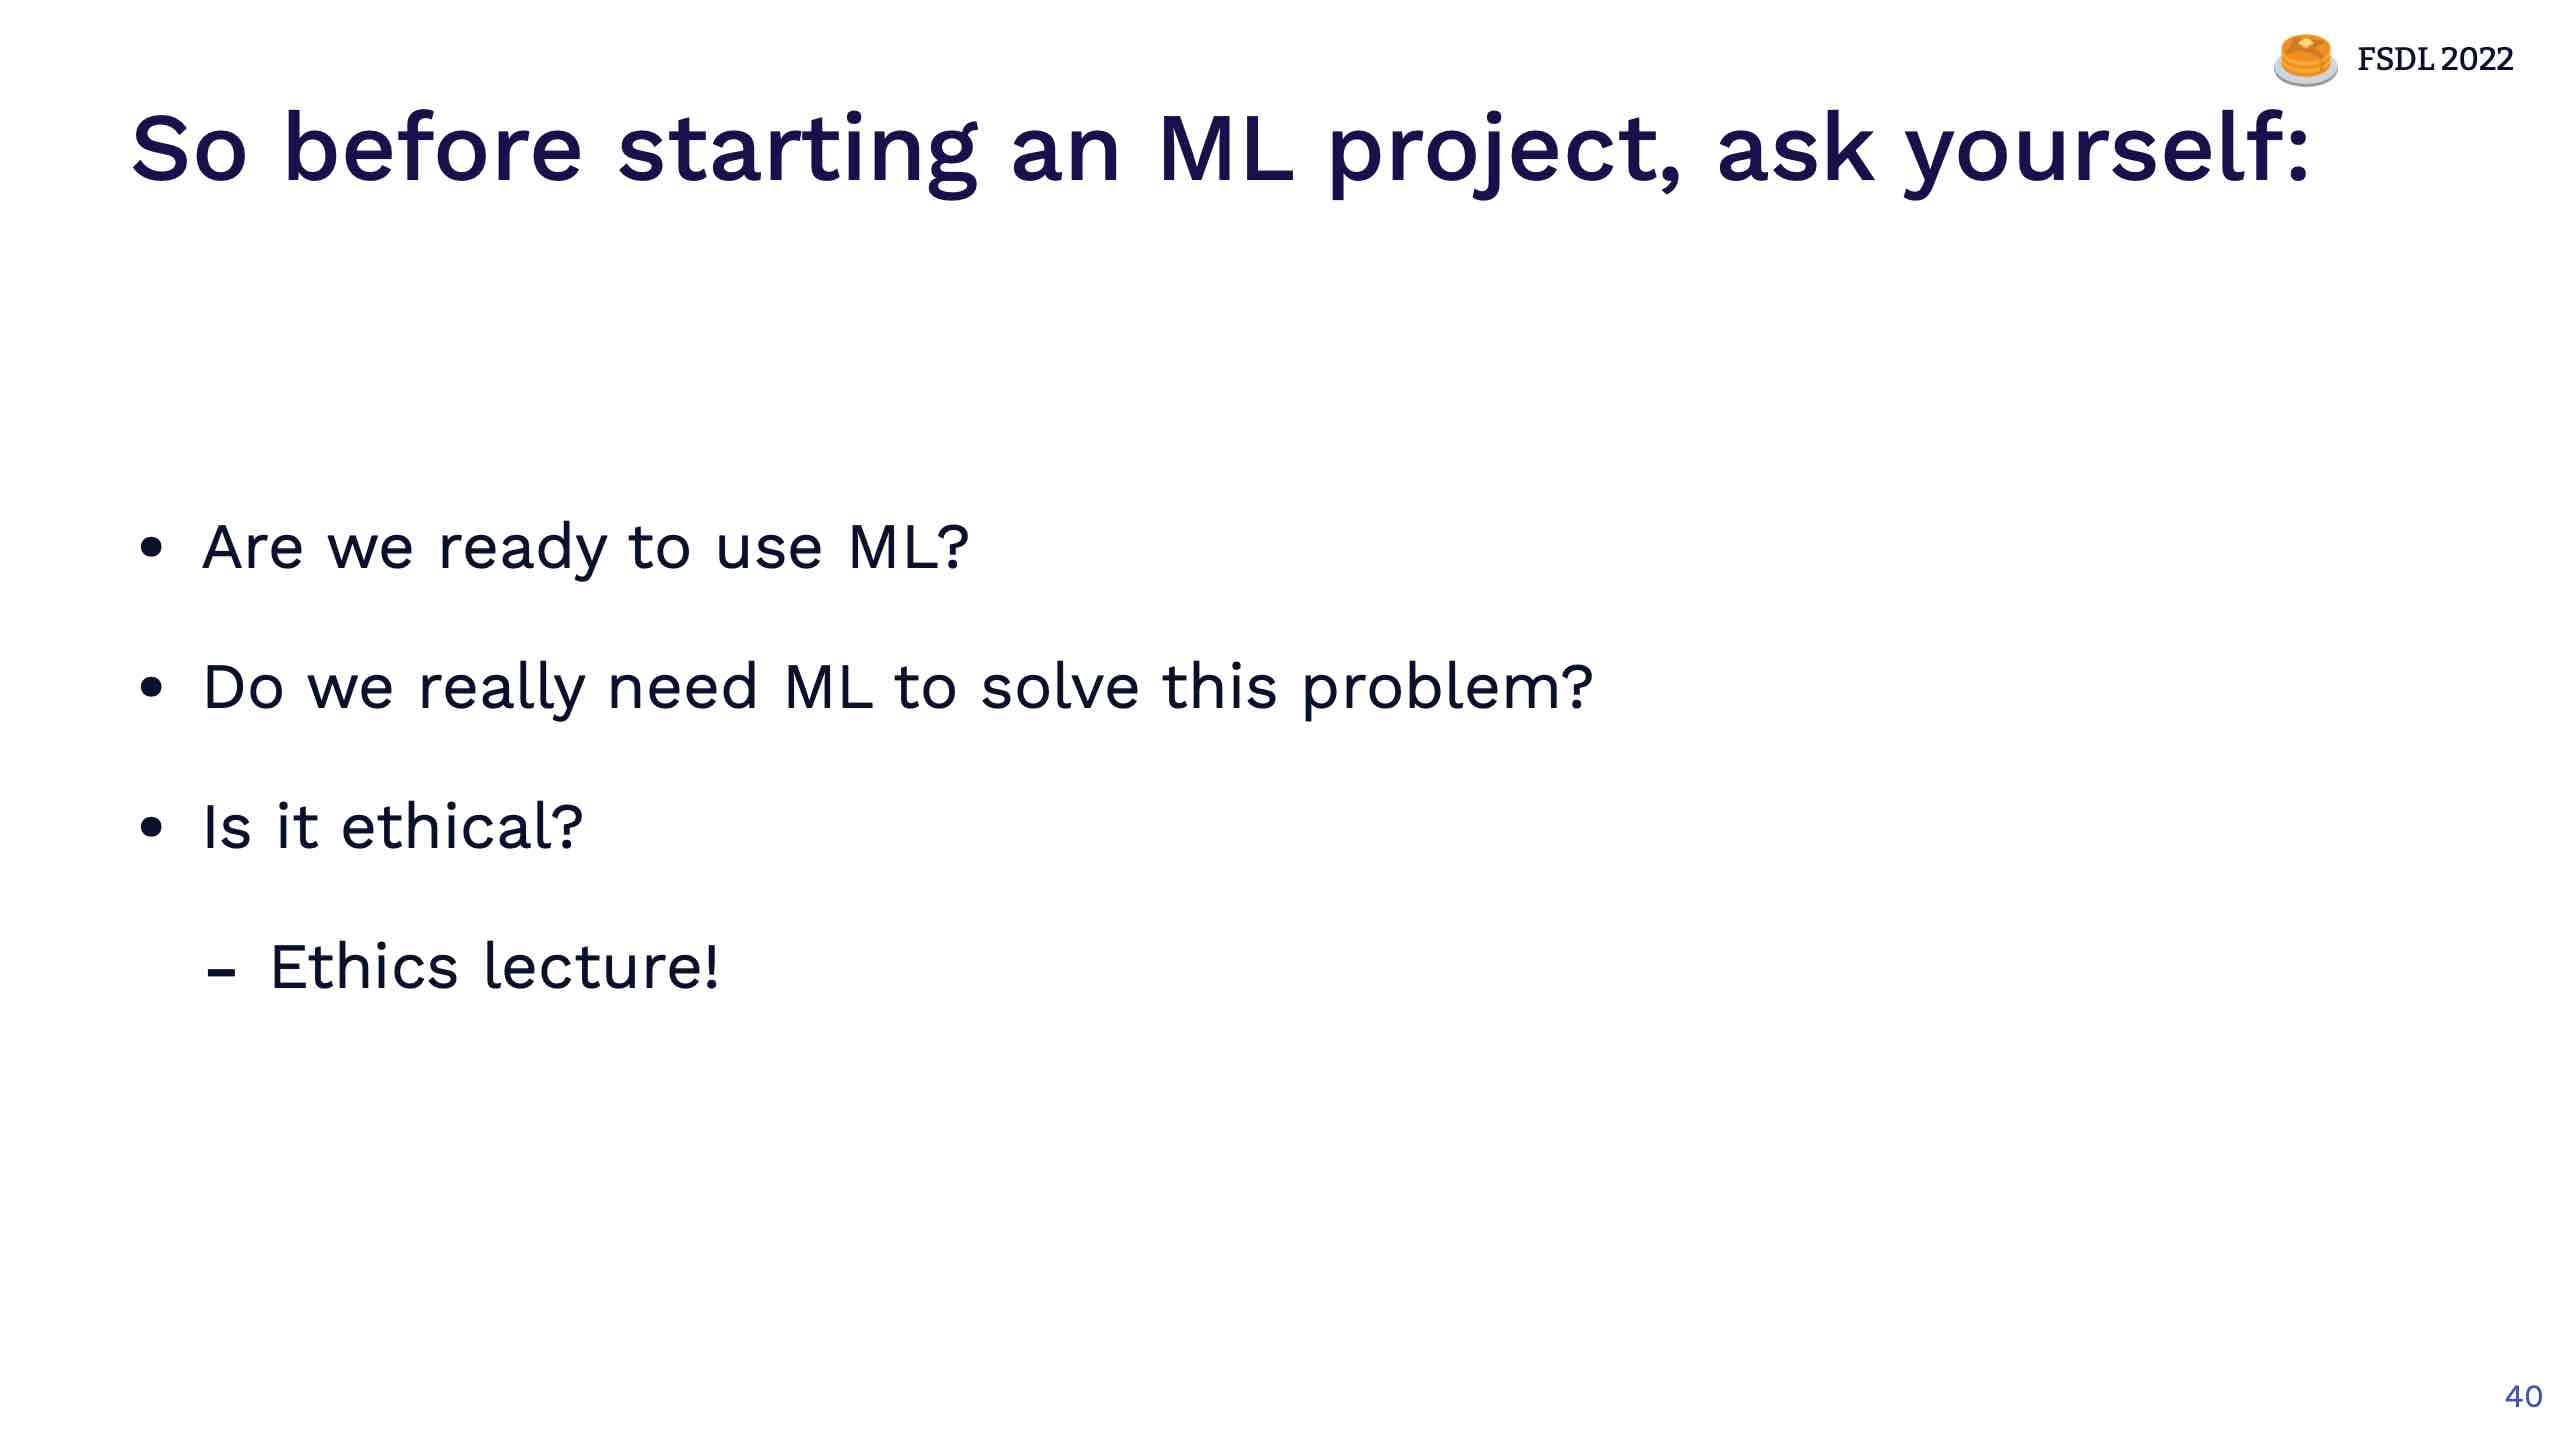 FSDL 2022
So before starting an ML project, ask yourself:
• Are we ready to use ML?
• Do we really need ML to solve this problem?
• Is it ethical?
– Ethics lecture!
40